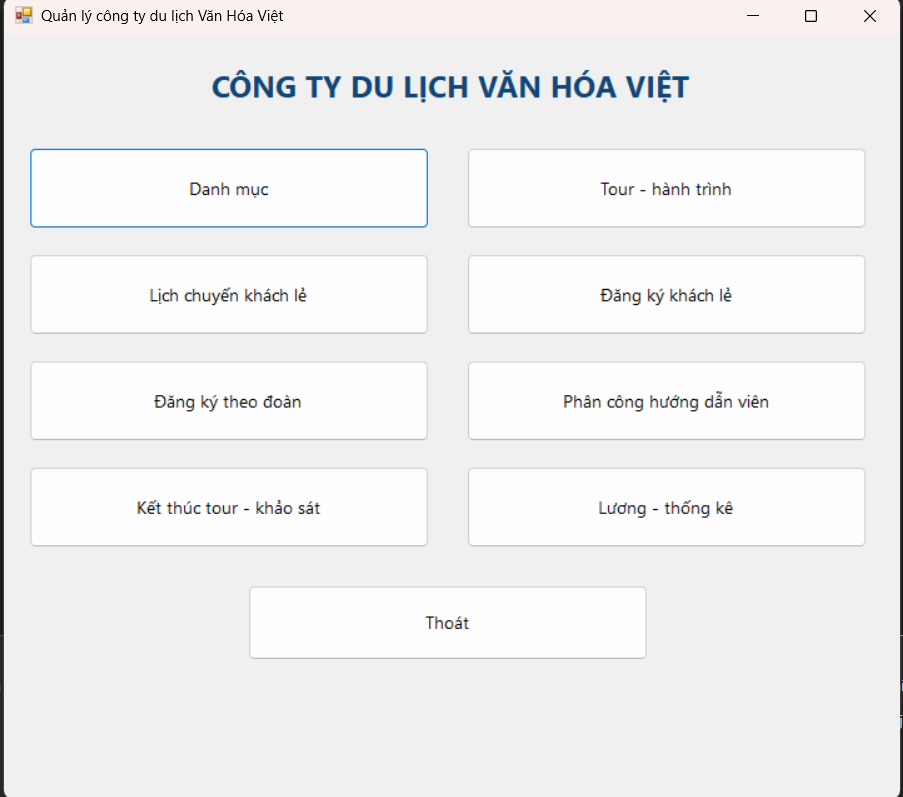 Quản lý công ty du lịch Văn Hóa Việt
CÔNG TY DU LỊCH VĂN HÓA VIỆT
Danh mục
Tour - hành trình
Lịch chuyến khách lẻ
Đăng ký khách lẻ
Đăng ký theo đoàn
Phân công hướng dẫn viên
Kết thúc tour - khảo sát
Lương - thống kê
Thoát